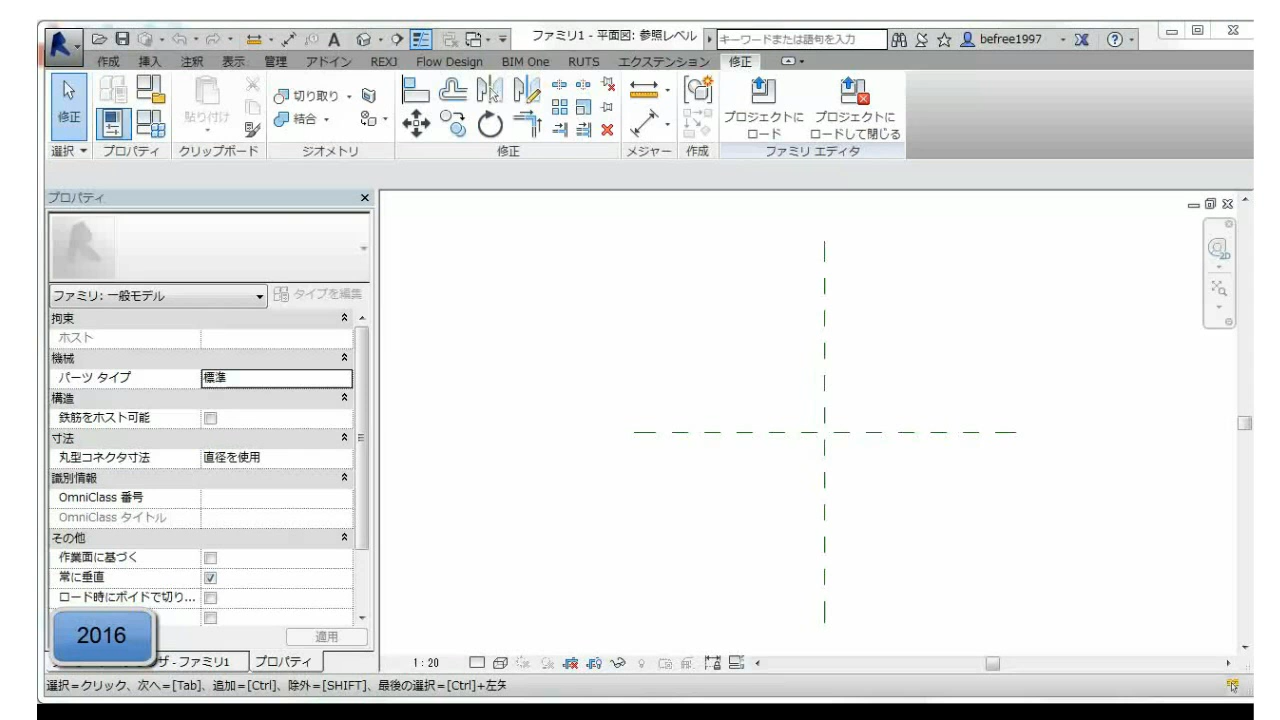 ファミリ1 - 平面図: 参照レベル
キーワードまたは語句を入力
befree1997
作成 挿入 注釈 表示 管理 アドイン REXJ Flow Design BIM One RUTS エクステンション 修正
切り取り
修正
貼り付け
結合
プロジェクトに
ロード
プロジェクトに
ロードして閉じる
選択 プロパティ クリップボード ジオメトリ 修正 メジャー 作成 ファミリ エディタ
プロパティ
2D
ファミリ: 一般モデル
タイプを編集
拘束
ホスト
機械
パーツ タイプ 標準
構造
鉄筋をホスト可能
寸法
丸型コネクタ寸法 直径を使用
識別情報
OmniClass 番号
OmniClass タイトル
その他
作業面に基づく
常に垂直
ロード時にボイドで切り...
2016
適用
ザ - ファミリ1 プロパティ
1 : 20
選択=クリック、次へ=[Tab]、追加=[Ctrl]、除外=[SHIFT]、最後の選択=[Ctrl]+左矢